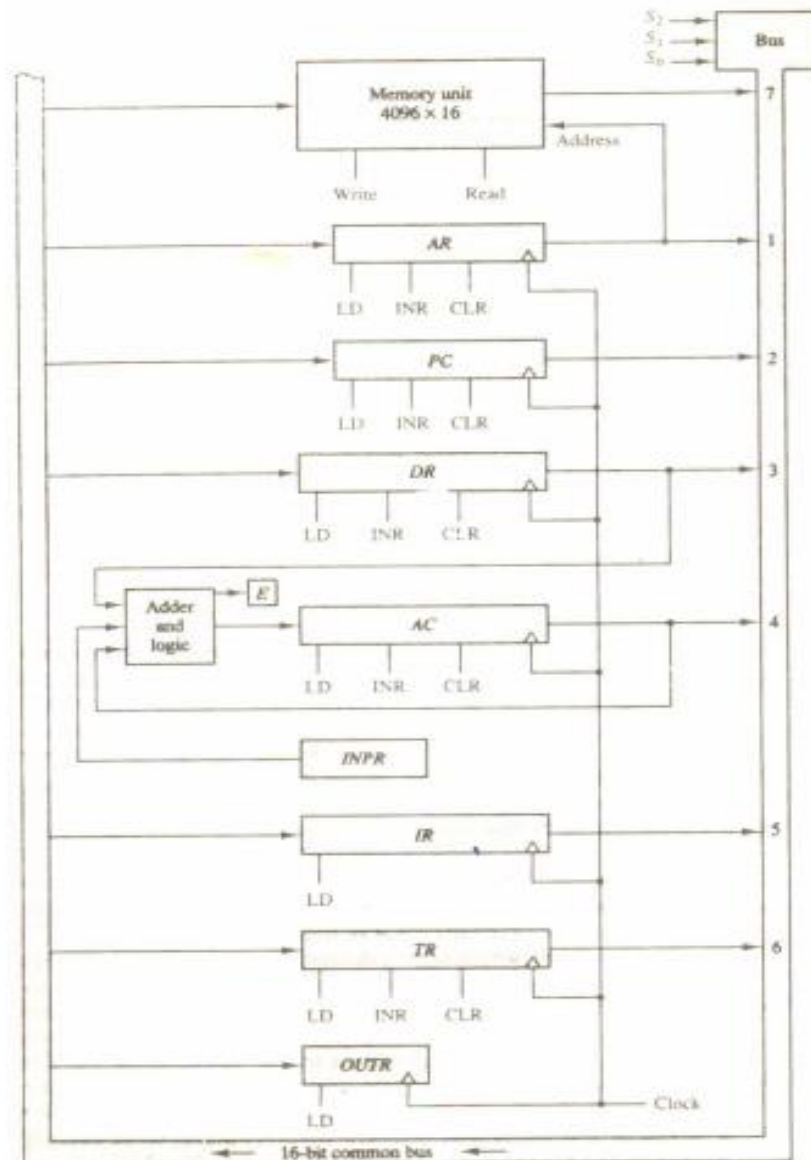 S2
S1
S0
Bus
Memory unit
4096 × 16
7
Address
Write
Read
AR
1
LD
INR
CLR
PC
2
LD
INR
CLR
DR
3
LD
INR
CLR
E
Adder
and
logic
AC
4
LD
INR
CLR
INPR
IR
5
LD
TR
6
LD
INR
CLR
OUTR
LD
Clock
16-bit common bus